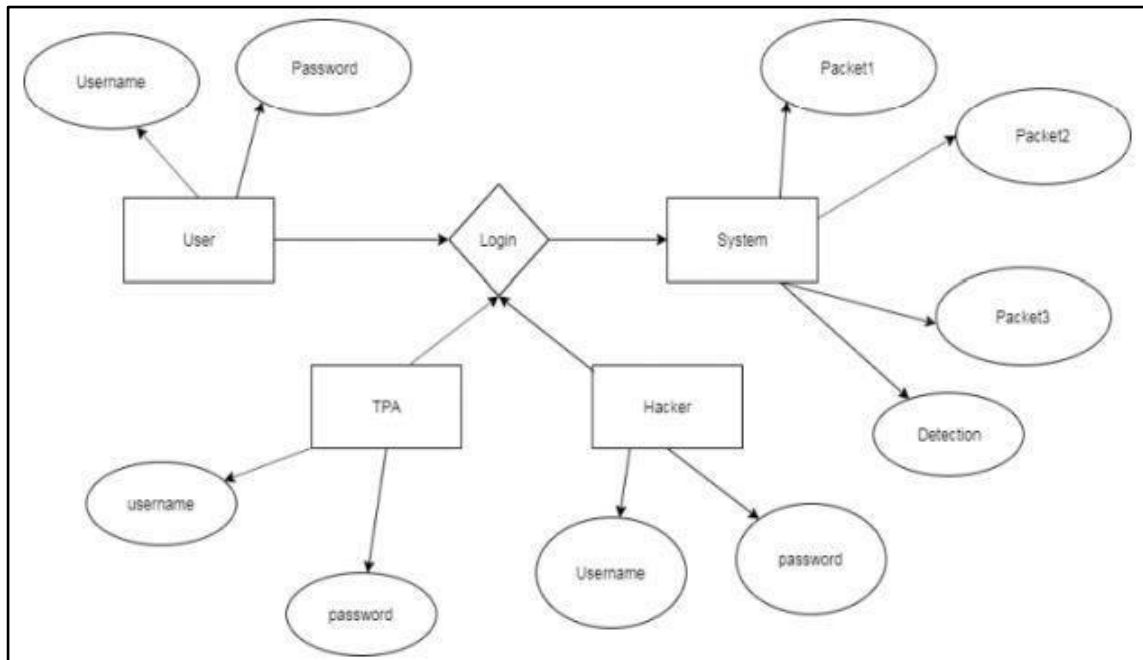 Username
Password
Packet1
Packet2
User
Login
System
Packet3
TPA
Hacker
Detection
username
password
Username
password